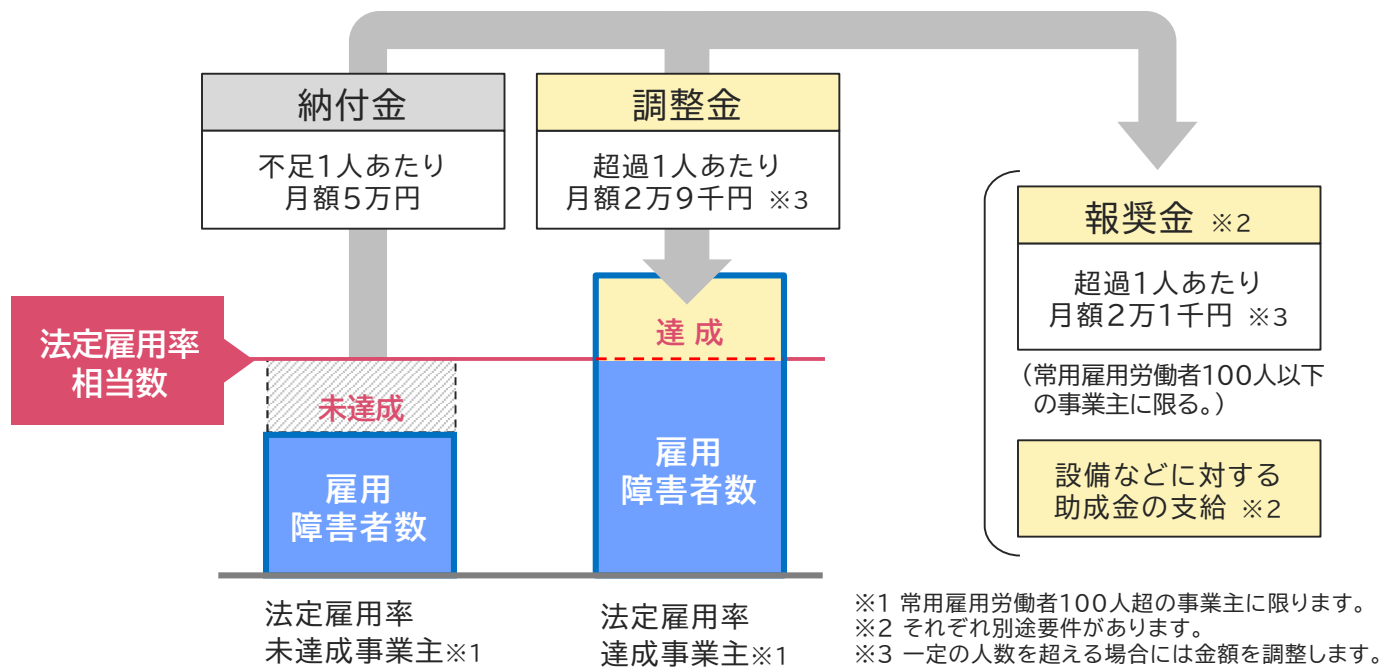 納付金
不足1人あたり
月額5万円
調整金
超過1人あたり
月額2万9千円 ※3
報奨金 ※2
超過1人あたり
月額2万1千円 ※3
(常用雇用労働者100人以下
の事業主に限る。)
設備などに対する
助成金の支給 ※2
法定雇用率
相当数
未達成
達 成
雇用
障害者数
雇用
障害者数
法定雇用率
未達成事業主※1
法定雇用率
達成事業主※1
※1 常用雇用労働者100人超の事業主に限ります。
※2 それぞれ別途要件があります。
※3 一定の人数を超える場合には金額を調整します。